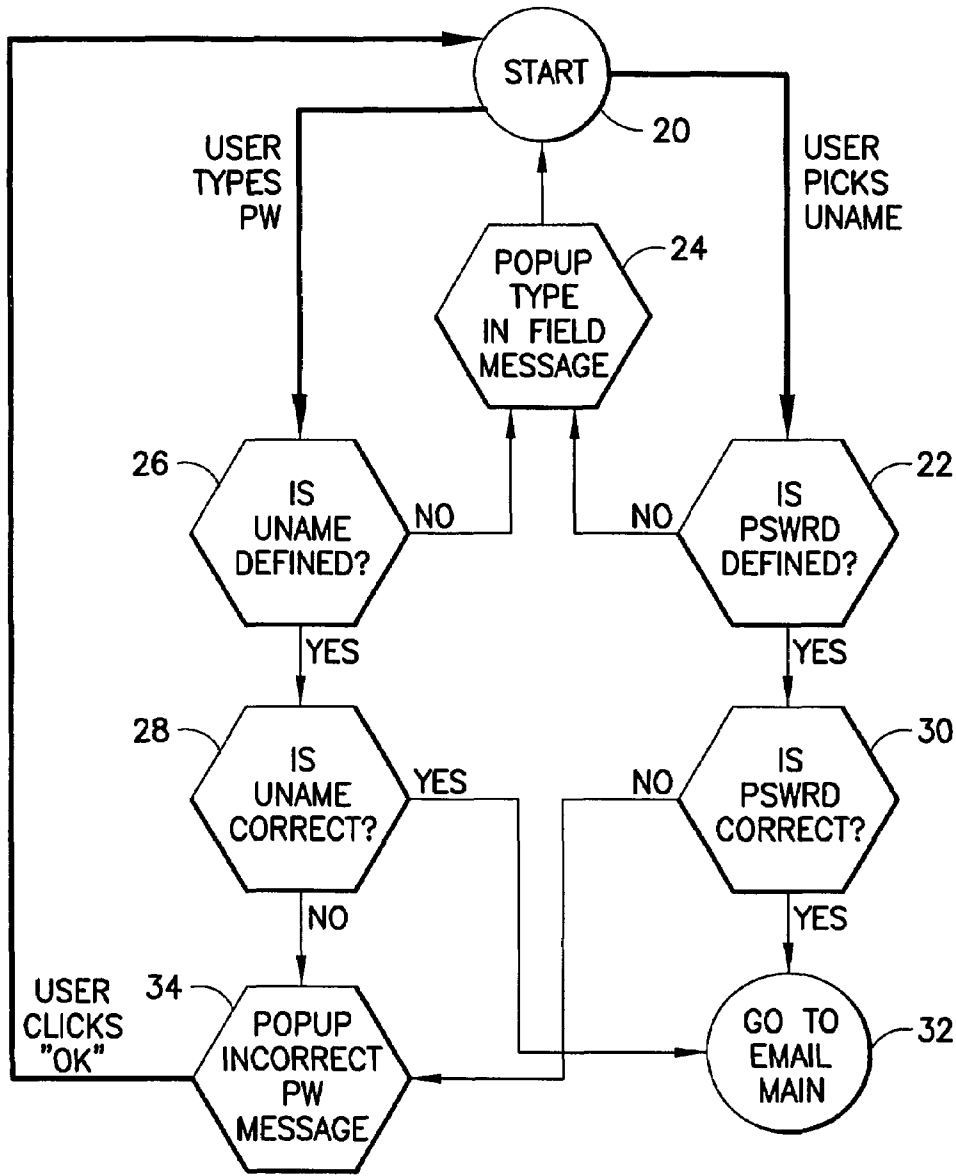 START
20
USER
TYPES
PW
USER
PICKS
UNAME
POPUP
TYPE
IN FIELD
MESSAGE
24
26
IS
UNAME
DEFINED?
NO
NO
IS
PSWRD
DEFINED?
22
YES
YES
28
IS
UNAME
CORRECT?
YES
NO
IS
PSWRD
CORRECT?
30
NO
YES
USER
CLICKS
"OK"
34
POPUP
INCORRECT
PW
MESSAGE
GO TO
EMAIL
MAIN
32